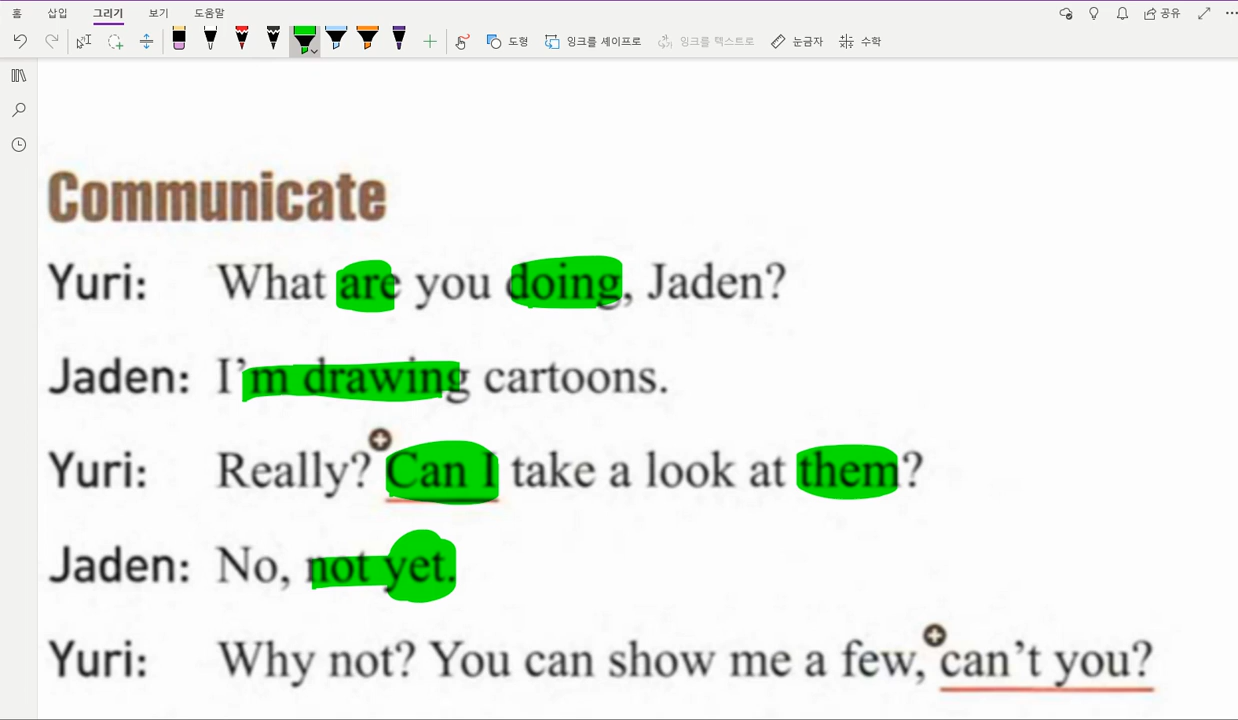 홈 삽입 그리기 보기 도움말 공유
도형 잉크를 셰이프로 잉크를 텍스트로 눈금자 수학
Communicate
Yuri: What are you doing, Jaden?
Jaden: I'm drawing cartoons.
Yuri: Really? Can I take a look at them?
Jaden: No, not yet.
Yuri: Why not? You can show me a few, can't you?